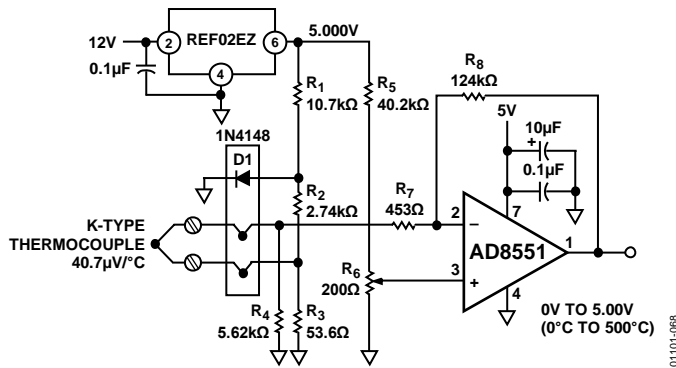 12V
2
REF02EZ
6
5.000V
4
0.1µF
R1
10.7kΩ
R5
40.2kΩ
R8
124kΩ
1N4148
D1
R2
2.74kΩ
5V
10µF
+
0.1µF
R7
453Ω
K-TYPE
THERMOCOUPLE
40.7µV/°C
2
–
7
AD8551
1
3
+
4
R6
200Ω
R4
5.62kΩ
R3
53.6Ω
0V TO 5.00V
(0°C TO 500°C)
01101-068